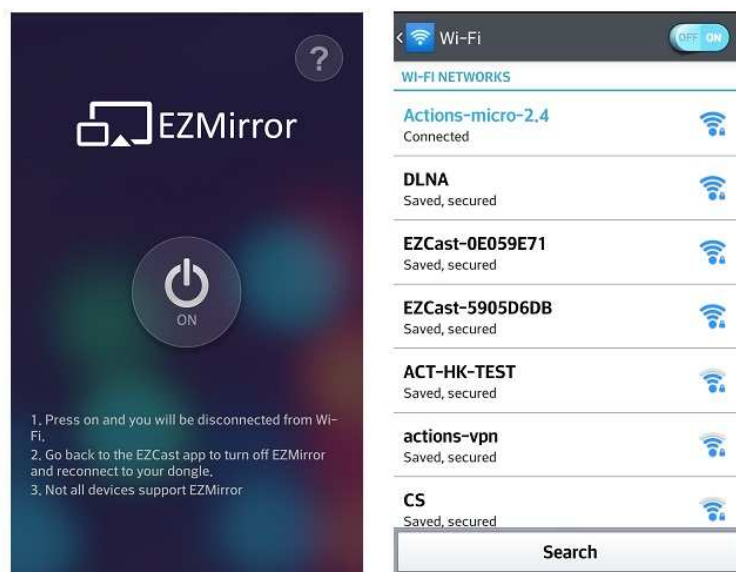 ?
EZMirror
ON
1. Press on and you will be disconnected from Wi-
Fi.
2. Go back to the EZCast app to turn off EZMirror
and reconnect to your dongle.
3. Not all devices support EZMirror
Wi-Fi
OFF ON
WI-FI NETWORKS
Actions-micro-2.4
Connected
DLNA
Saved, secured
EZCast-0E059E71
Saved, secured
EZCast-5905D6DB
Saved, secured
ACT-HK-TEST
Saved, secured
actions-vpn
Saved, secured
CS
Saved, secured
Search